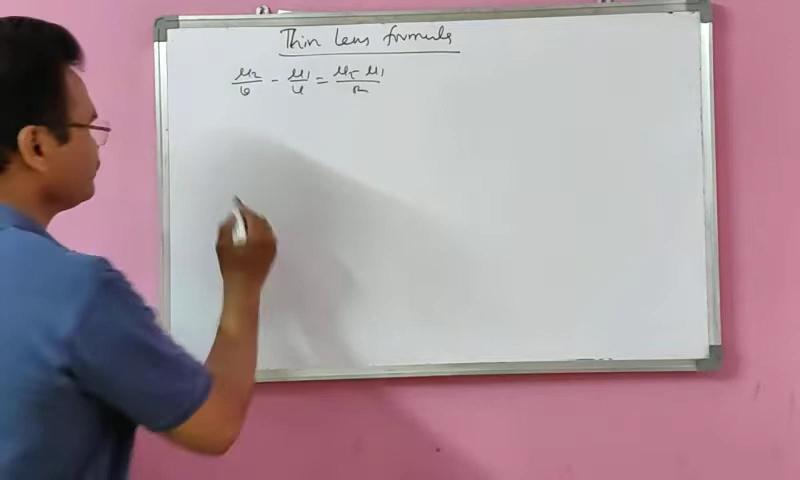 Thin Lens formula
μ₂/v - μ₁/u = μ₂-μ₁/R